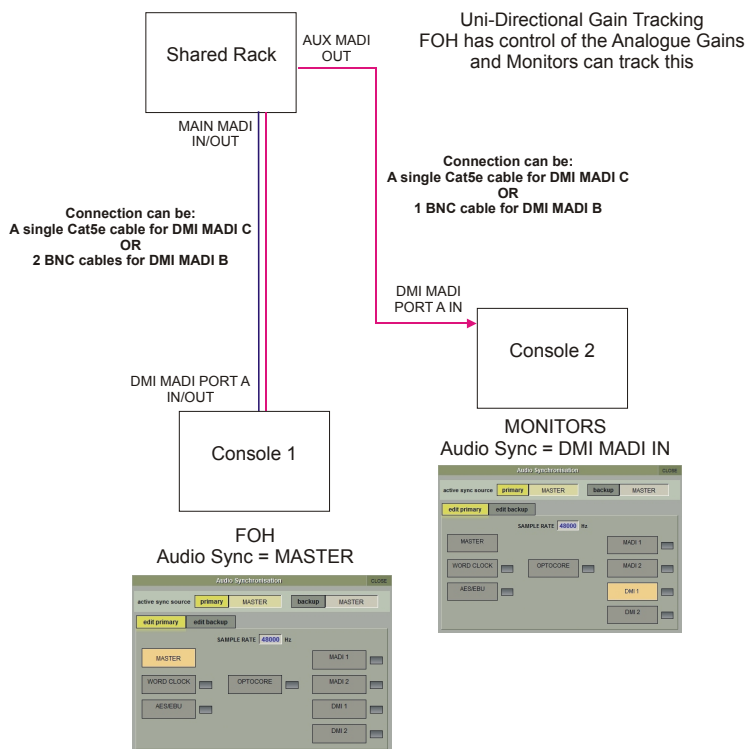 Uni-Directional Gain Tracking
FOH has control of the Analogue Gains
and Monitors can track this
Shared Rack
AUX MADI
OUT
MAIN MADI
IN/OUT
Connection can be:
A single Cat5e cable for DMI MADI C
OR
1 BNC cable for DMI MADI B
Connection can be:
A single Cat5e cable for DMI MADI C
OR
2 BNC cables for DMI MADI B
DMI MADI
PORT A IN
Console 2
DMI MADI PORT A
IN/OUT
Console 1
MONITORS
Audio Sync = DMI MADI IN
Audio Synchronisation
CLOSE
active sync source
primary
MASTER
backup
MASTER
edit primary
edit backup
SAMPLE RATE 48000 Hz
MASTER
MADI 1
WORD CLOCK
OPTOCORE
MADI 2
AES/EBU
DMI 1
DMI 2
FOH
Audio Sync = MASTER
Audio Synchronisation
CLOSE
active sync source
primary
MASTER
backup
MASTER
edit primary
edit backup
SAMPLE RATE 48000 Hz
MASTER
MADI 1
WORD CLOCK
OPTOCORE
MADI 2
AES/EBU
DMI 1
DMI 2